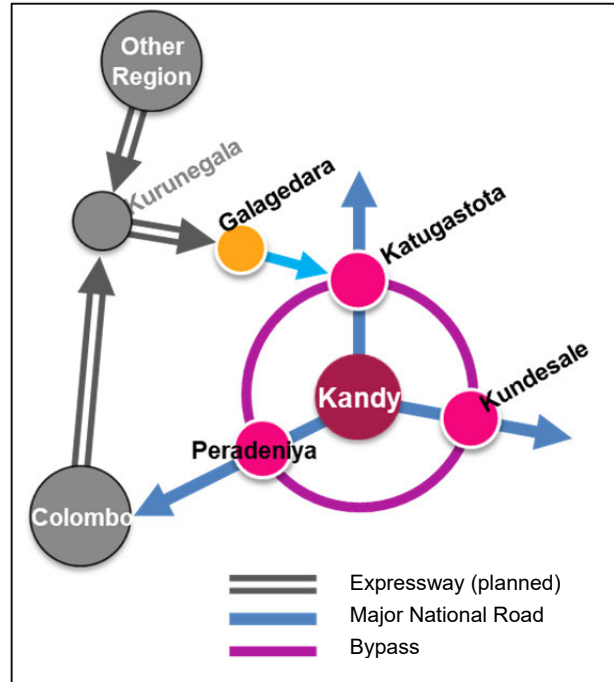 Other
Region
Kurunegala
Galagedara
Katugastota
Kandy
Kundesale
Peradeniya
Colombo
Expressway (planned)
Major National Road
Bypass